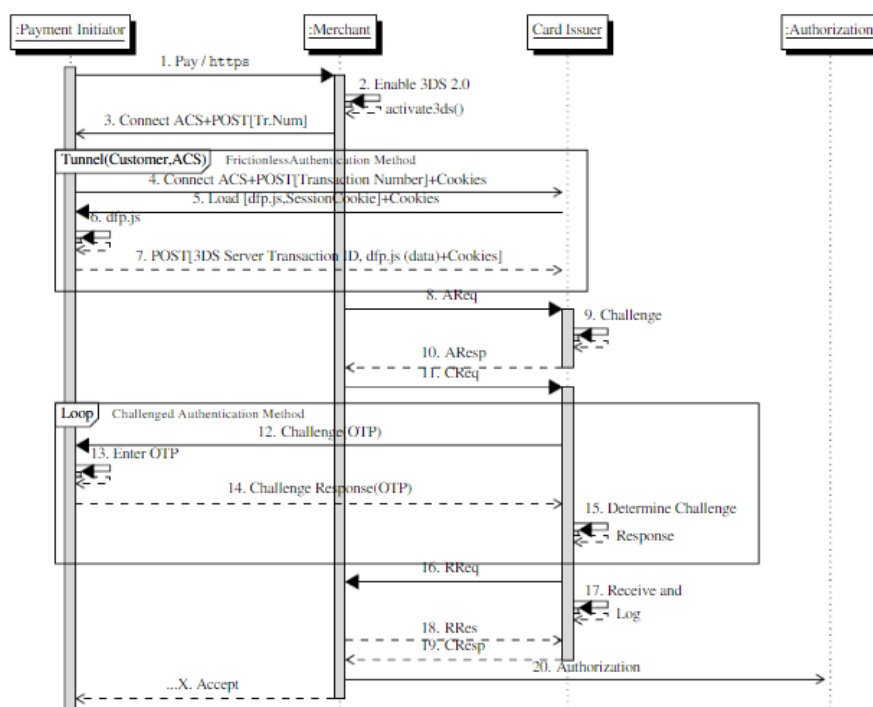 :Payment Initiator
:Merchant
Card Issuer
:Authorization
1. Pay / https
2. Enable 3DS 2.0
activate3ds()
3. Connect ACS+POST[Tr.Num]
Tunnel(Customer,ACS) FrictionlessAuthentication Method
4. Connect ACS+POST[Transaction Number]+Cookies
5. Load [dfp.js,SessionCookie]+Cookies
6. dfp.js
7. POST[3DS Server Transaction ID, dfp.js (data)+Cookies]
8. AReq
9. Challenge
10. AResp
11. CReq
Loop Challenged Authentication Method
12. Challenge(OTP)
13. Enter OTP
14. Challenge Response(OTP)
15. Determine Challenge
Response
16. RReq
17. Receive and
Log
18. RRes
19. CResp
20. Authorization
...X. Accept